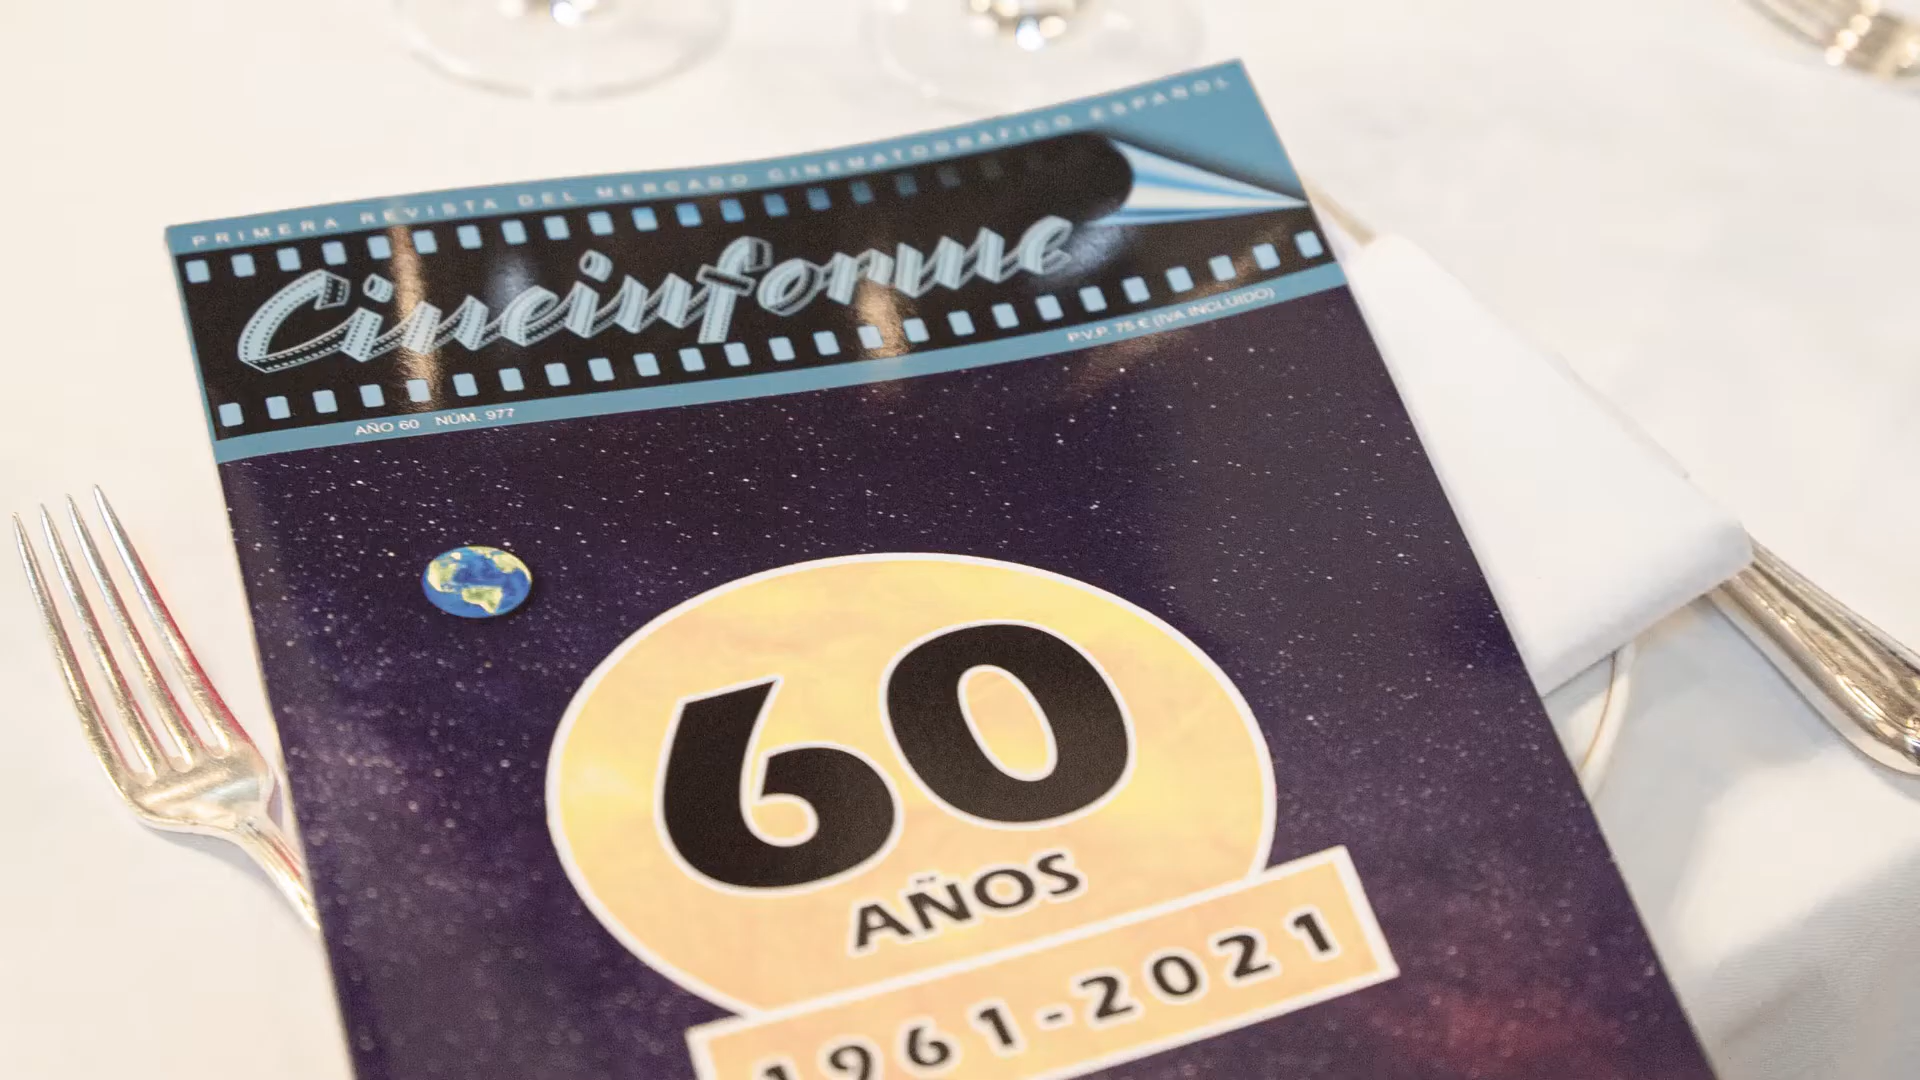 PRIMERA REVISTA DEL MERCADO CINEMATOGRÁFICO ESPAÑOL
Cineinforme
P.V.P. 75 € (IVA INCLUIDO)
AÑO 60 NÚM. 977
60
AÑOS
1961-2021